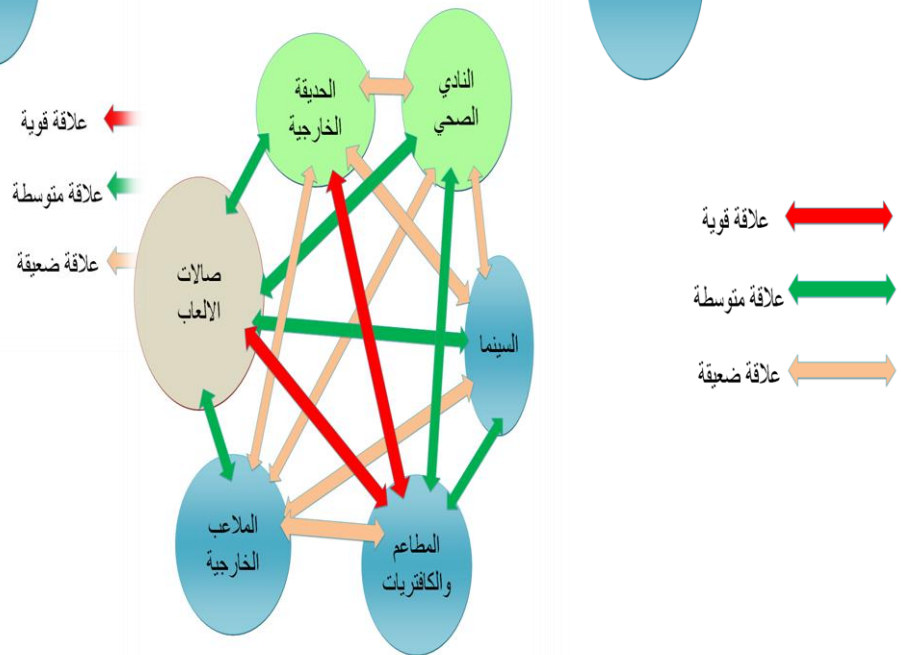 النادي
الصحي
الحديقة
الخارجية
علاقة قوية
علاقة متوسطة
علاقة ضعيفة
صالات
الالعاب
السينما
الملاعب
الخارجية
المطاعم
والكافتريات
علاقة قوية
علاقة متوسطة
علاقة ضعيفة